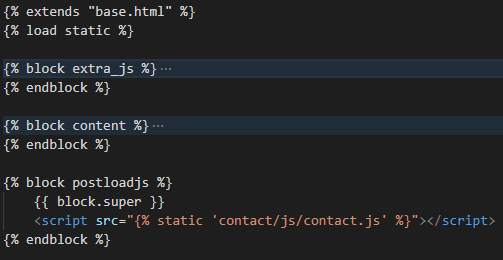 {% extends "base.html" %}
{% load static %}
{% block extra_js %}···
{% endblock %}
{% block content %}···
{% endblock %}
{% block postloadjs %}
{{ block.super }}
<script src="{% static 'contact/js/contact.js' %}"></script>
{% endblock %}